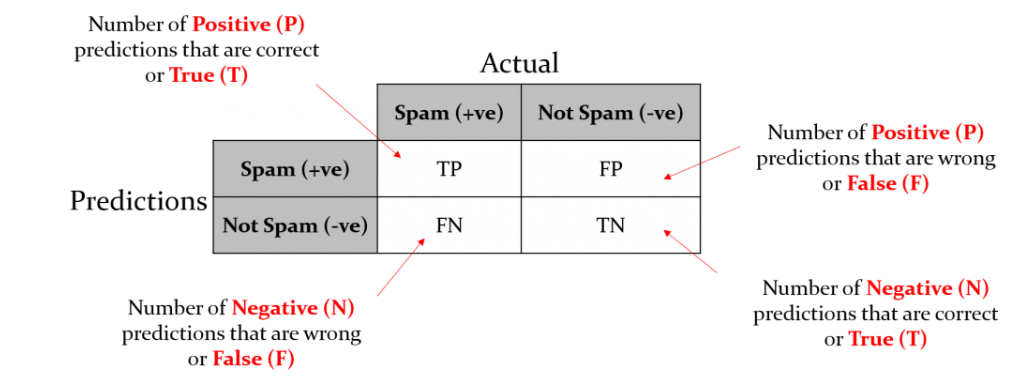 Number of Positive (P)
predictions that are correct
or True (T)
Actual
Spam (+ve)
Not Spam (-ve)
Number of Positive (P)
predictions that are wrong
or False (F)
Predictions
Spam (+ve)
TP
FP
Not Spam (-ve)
FN
TN
Number of Negative (N)
predictions that are wrong
or False (F)
Number of Negative (N)
predictions that are correct
or True (T)